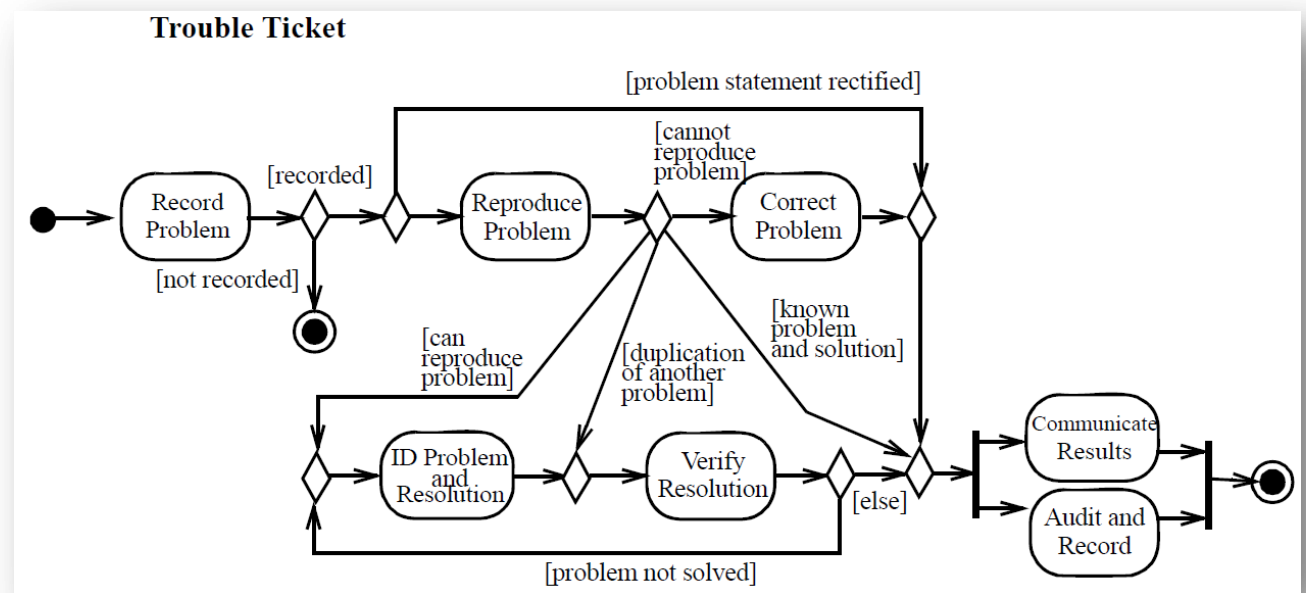 Trouble Ticket
[problem statement rectified]
[cannot
reproduce
problem]
[recorded]
Record
Problem
Reproduce
Problem
Correct
Problem
[not recorded]
[can
reproduce
problem]
[duplication
of another
problem]
[known
problem
and solution]
ID Problem
and
Resolution
Verify
Resolution
[else]
Communicate
Results
Audit and
Record
[problem not solved]